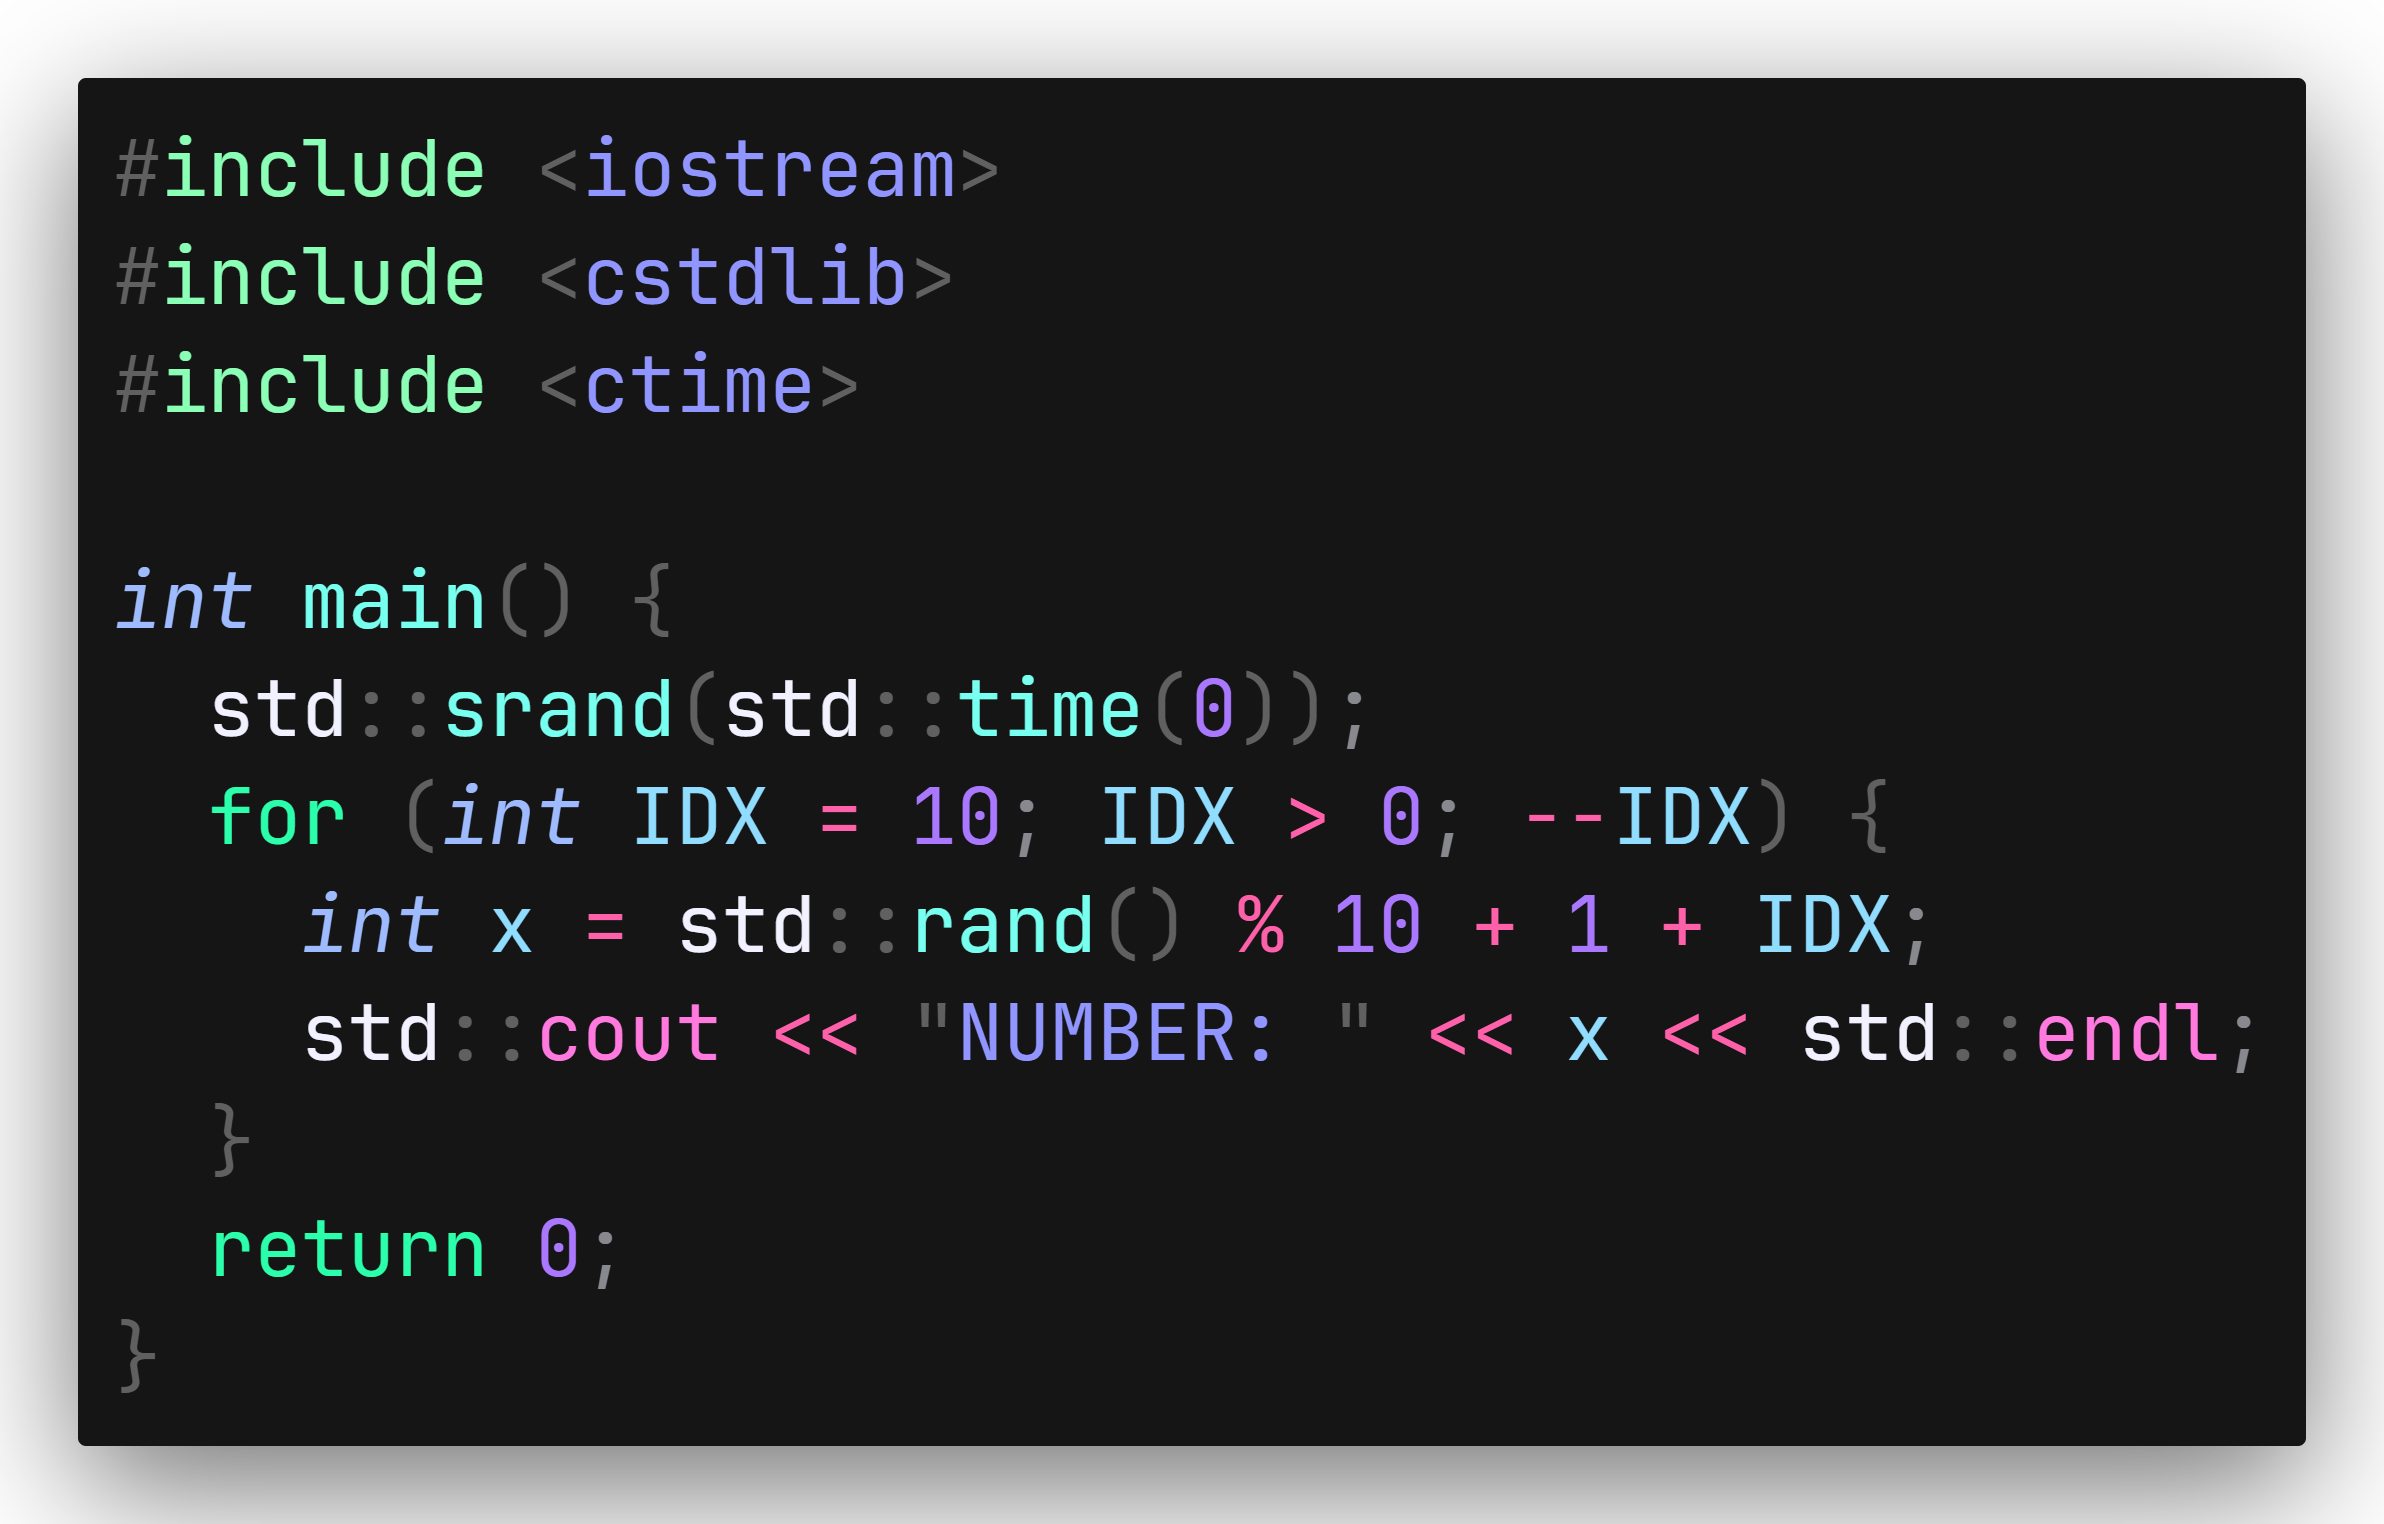 #include <iostream>
#include <cstdlib>
#include <ctime>

int main() {
  std::srand(std::time(0));
  for (int IDX = 10; IDX > 0; --IDX) {
    int x = std::rand() % 10 + 1 + IDX;
    std::cout << "NUMBER: " << x << std::endl;
  }
  return 0;
}